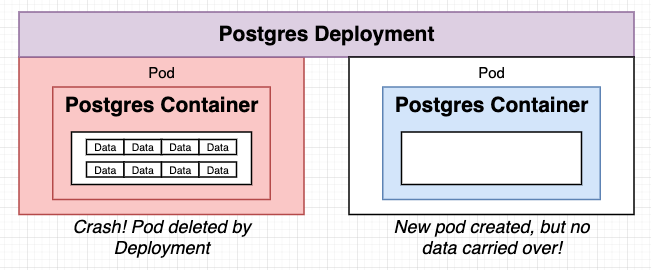 Postgres Deployment
Pod
Postgres Container
Data Data Data Data
Data Data Data Data
Crash! Pod deleted by
Deployment
Pod
Postgres Container
New pod created, but no
data carried over!